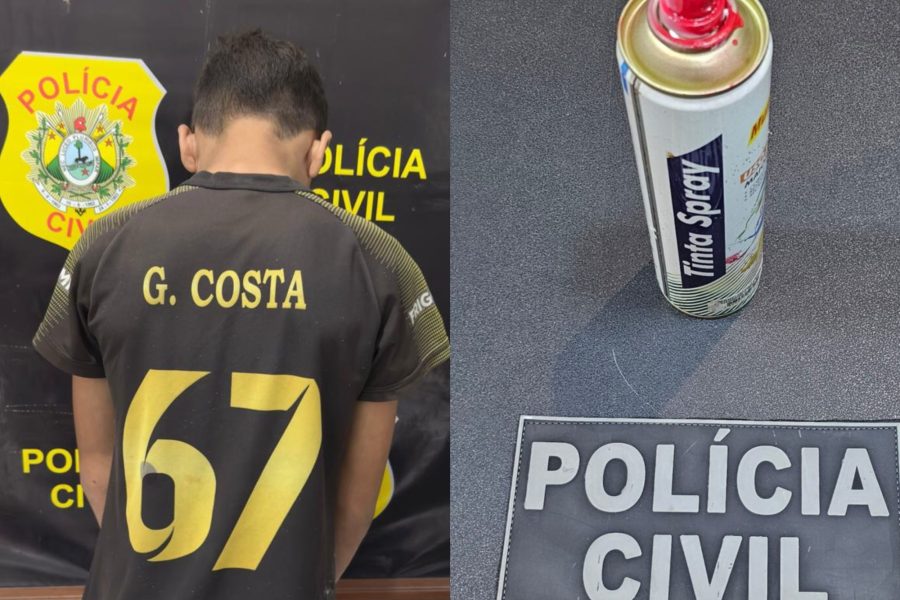 POLÍCIA
CIVIL
POLÍCIA
CIVIL
G. COSTA
67
Tinta Spray
POLÍCIA
CIVIL